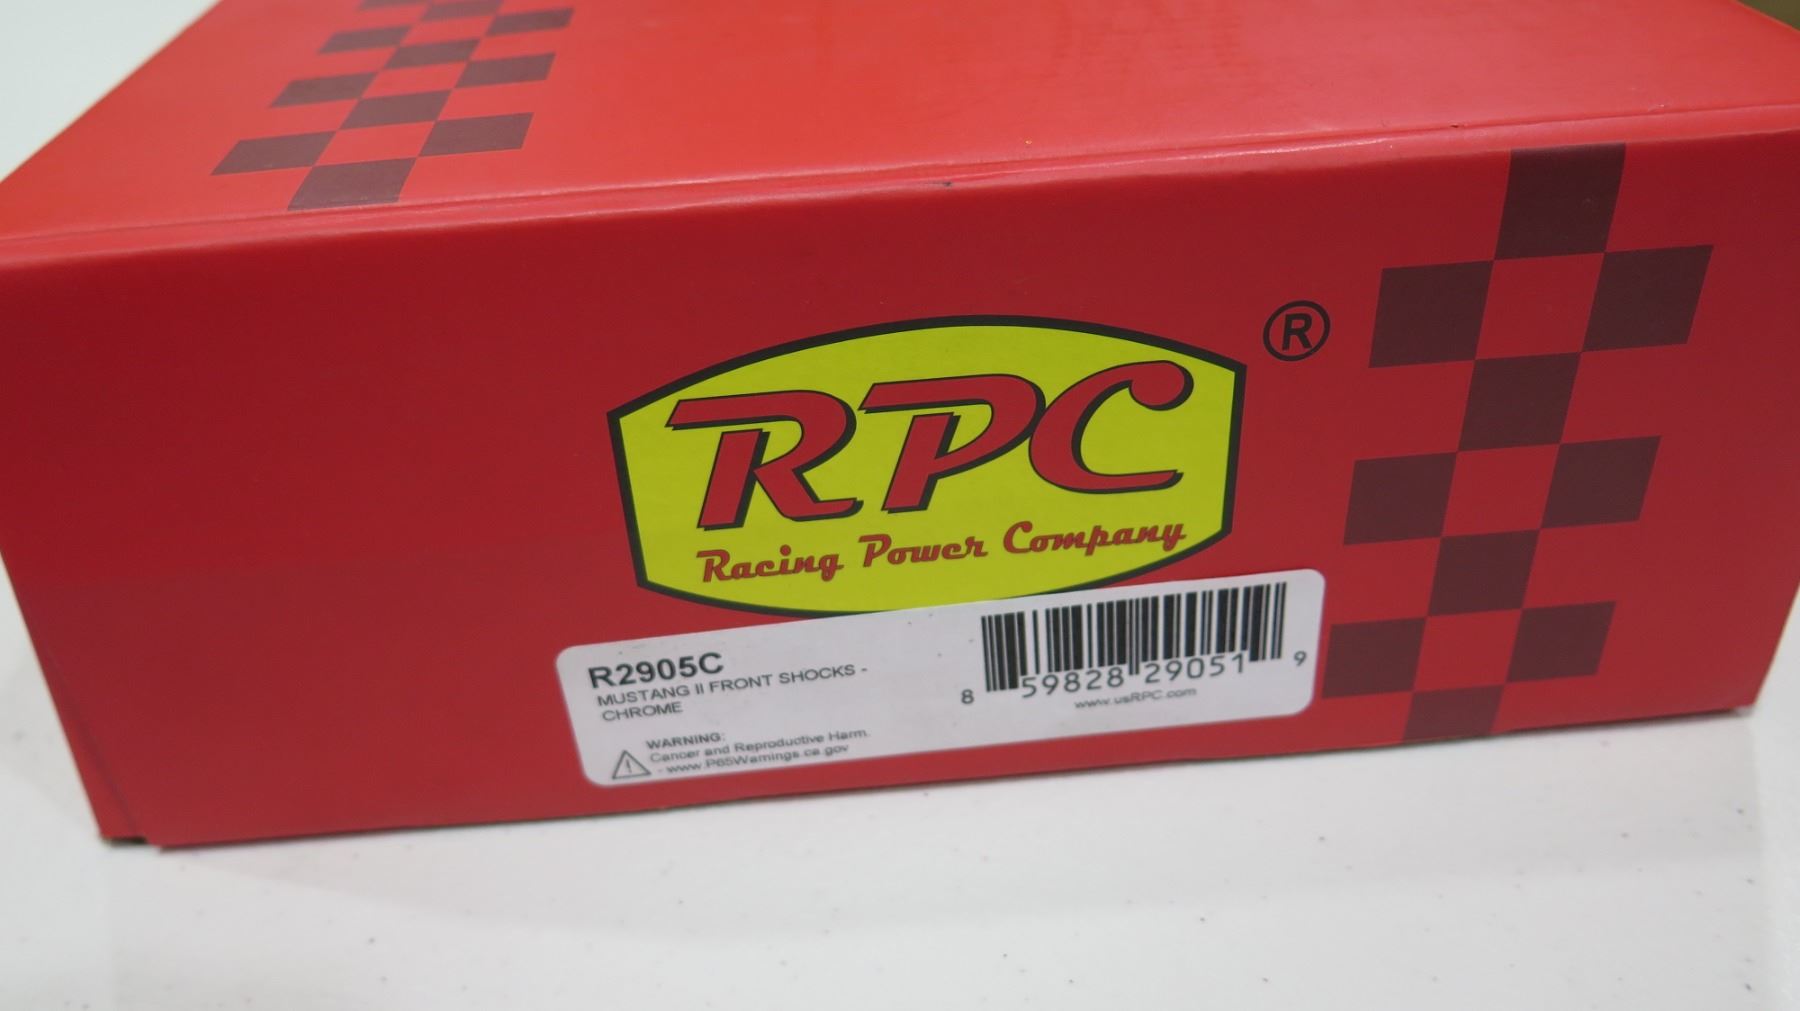 RPC
®
Racing Power Company
R2905C
MUSTANG II FRONT SHOCKS -
CHROME
WARNING:
Cancer and Reproductive Harm.
- www.P65Warnings.ca.gov
8 59828 29051 9
www.usRPC.com